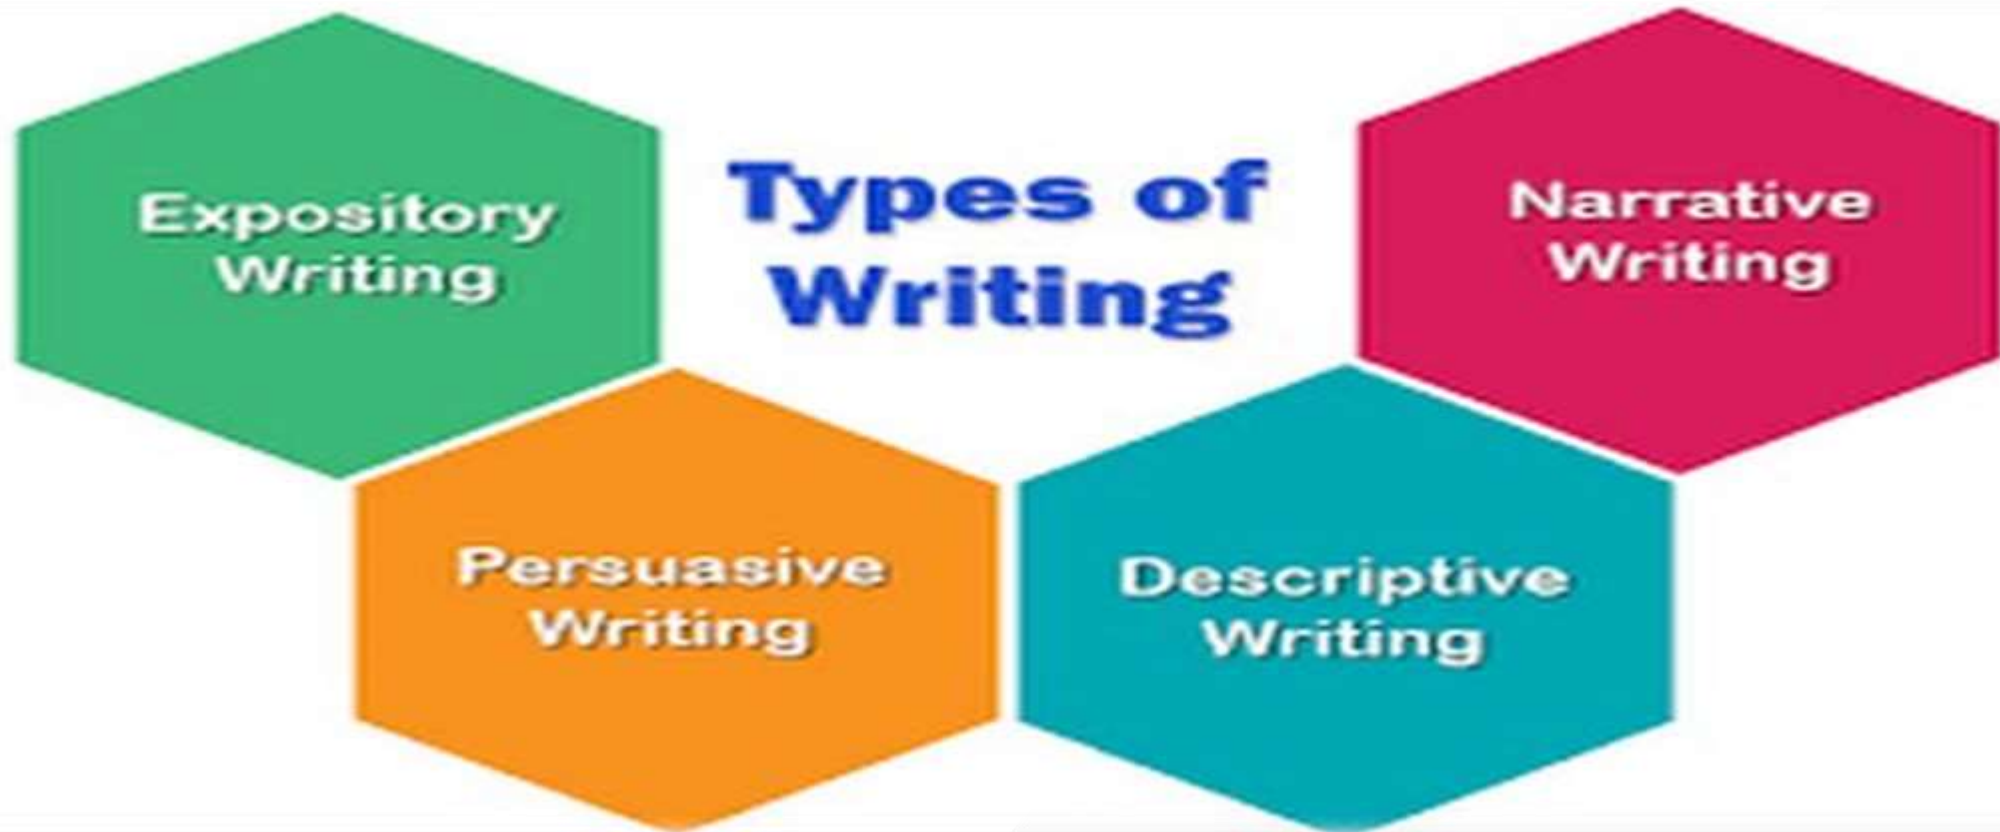 Expository
Writing
Types of
Writing
Narrative
Writing
Persuasive
Writing
Descriptive
Writing